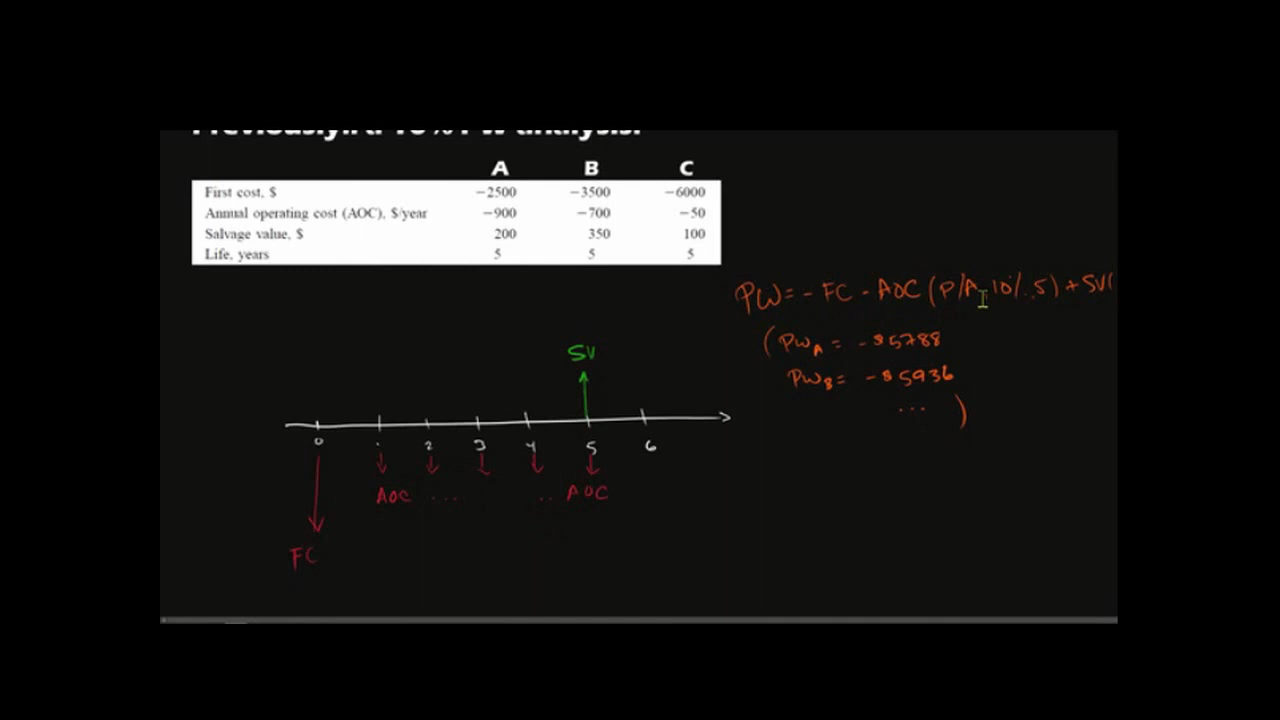 A B C
First cost, $ −2500 −3500 −6000
Annual operating cost (AOC), $/year −900 −700 −50
Salvage value, $ 200 350 100
Life, years 5 5 5
PW = - FC - AOC (P/A, 10%, 5) + SV(
(PWA = - $5788
PWB = - $5936
... )
SV
0 1 2 3 4 5 6
AOC .... .. AOC
FC